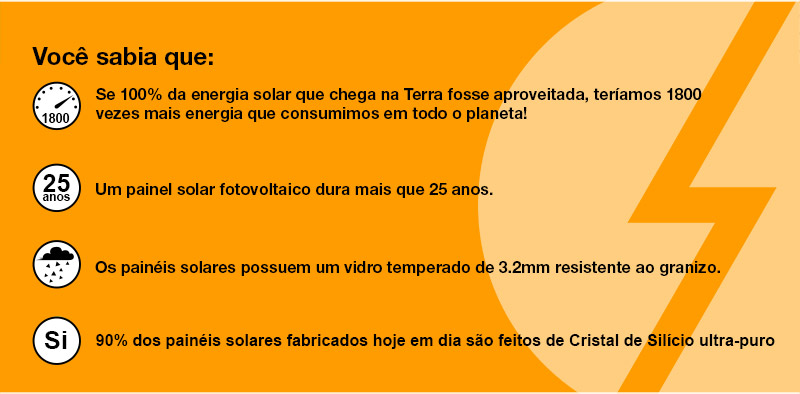 Você sabia que:
1800
Se 100% da energia solar que chega na Terra fosse aproveitada, teríamos 1800
vezes mais energia que consumimos em todo o planeta!
25
anos
Um painel solar fotovoltaico dura mais que 25 anos.
Os painéis solares possuem um vidro temperado de 3.2mm resistente ao granizo.
Si
90% dos painéis solares fabricados hoje em dia são feitos de Cristal de Silício ultra-puro